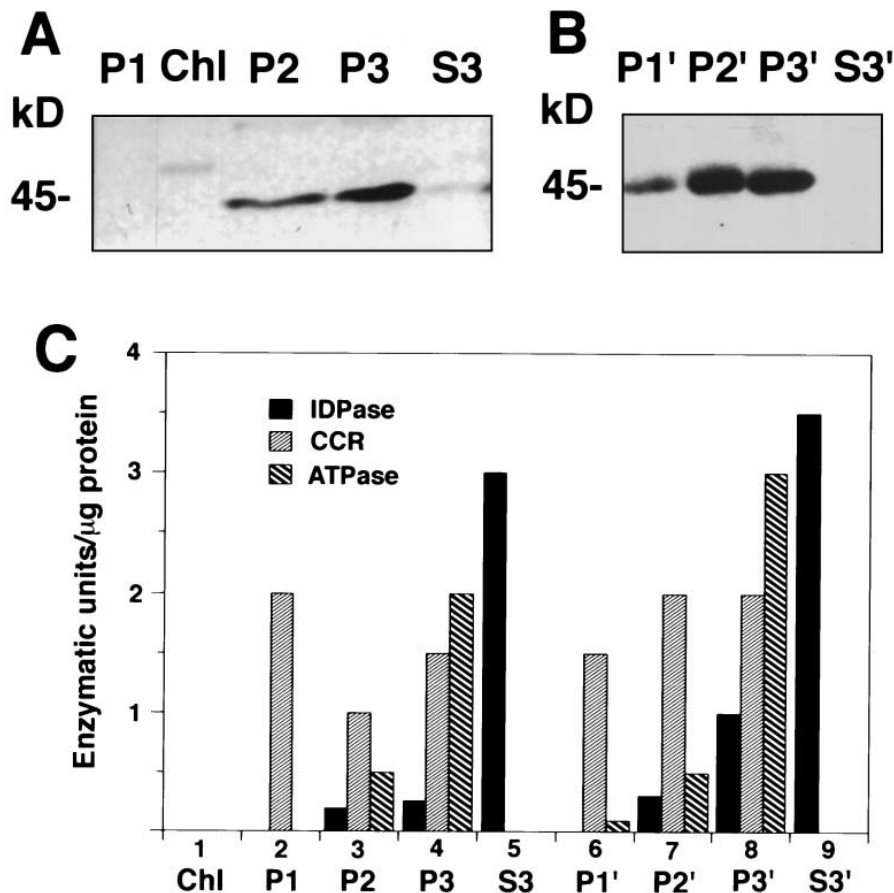 A
P1 Chl P2 P3 S3
kD
45-
B
P1' P2' P3' S3'
kD
45-
C
Enzymatic units/µg protein
4
3
2
1
IDPase
CCR
ATPase
1 2 3 4 5 6 7 8 9
Chl P1 P2 P3 S3 P1' P2' P3' S3'